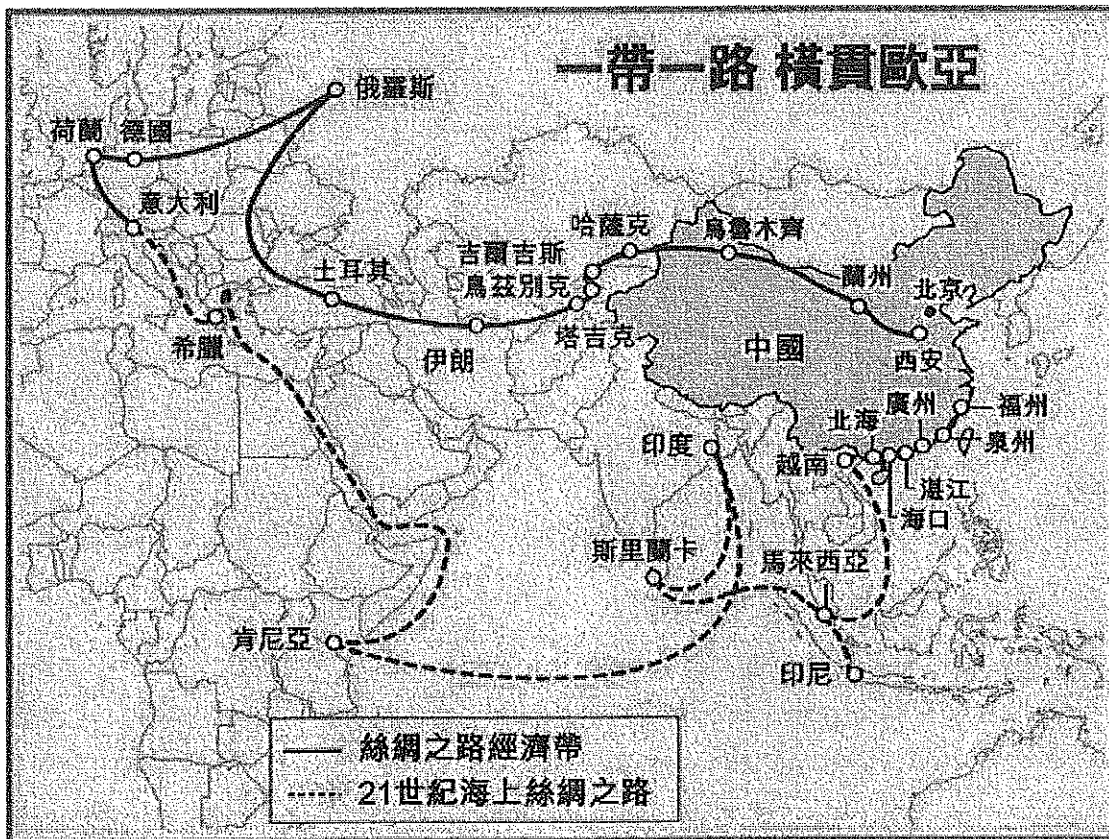 一帶一路 橫貫歐亞
俄羅斯
荷蘭 德國
意大利
哈薩克
烏魯木齊
吉爾吉斯
烏茲別克
土耳其
蘭州
北京
希臘
伊朗
塔吉克
中國
西安
廣州
福州
北海
印度
越南
泉州
湛江
海口
斯里蘭卡
馬來西亞
肯尼亞
印尼
絲綢之路經濟帶
21世紀海上絲綢之路